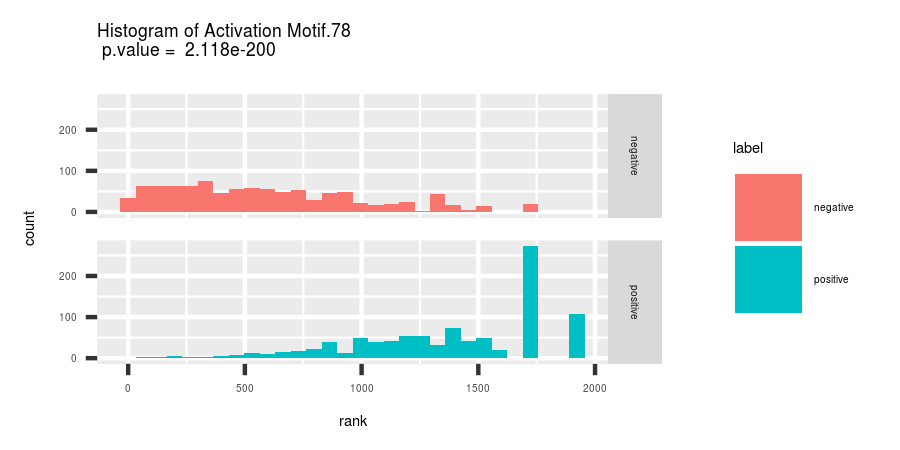 Histogram of Activation Motif.78
p.value = 2.118e-200
count
200
100
0
negative
200
100
0
positive
0 500 1000 1500 2000
rank
label
negative
positive